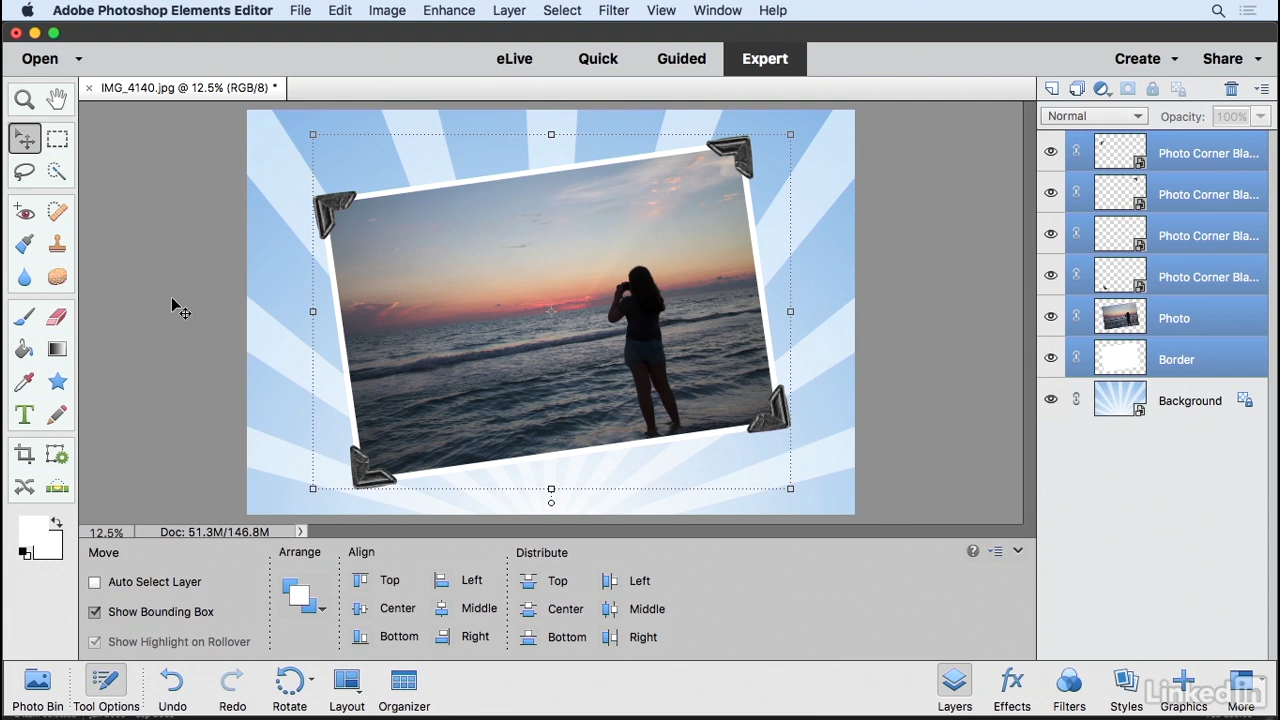 Adobe Photoshop Elements Editor File Edit Image Enhance Layer Select Filter View Window Help
Open eLive Quick Guided Expert Create Share
× IMG_4140.jpg @ 12.5% (RGB/8) *
Normal Opacity: 100%
Photo Corner Bla...
Photo Corner Bla...
Photo Corner Bla...
Photo Corner Bla...
Photo
Border
Background
T
12.5% Doc: 51.3M/146.8M
Move Arrange Align Distribute
Auto Select Layer Top Left Top Left
Show Bounding Box Center Middle Center Middle
Show Highlight on Rollover Bottom Right Bottom Right
Photo Bin Tool Options Undo Redo Rotate Layout Organizer Layers Effects Filters Styles Graphics More
fx
LinkedIn